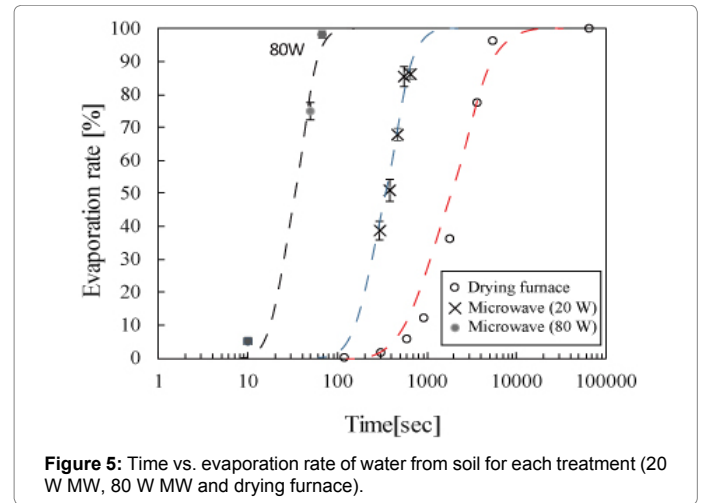 100
90
80
70
60
50
40
30
20
10
0
Evaporation rate [%]
80W
Drying furnace
Microwave (20 W)
Microwave (80 W)
1 10 100 1000 10000 100000
Time[sec]
Figure 5: Time vs. evaporation rate of water from soil for each treatment (20
W MW, 80 W MW and drying furnace).